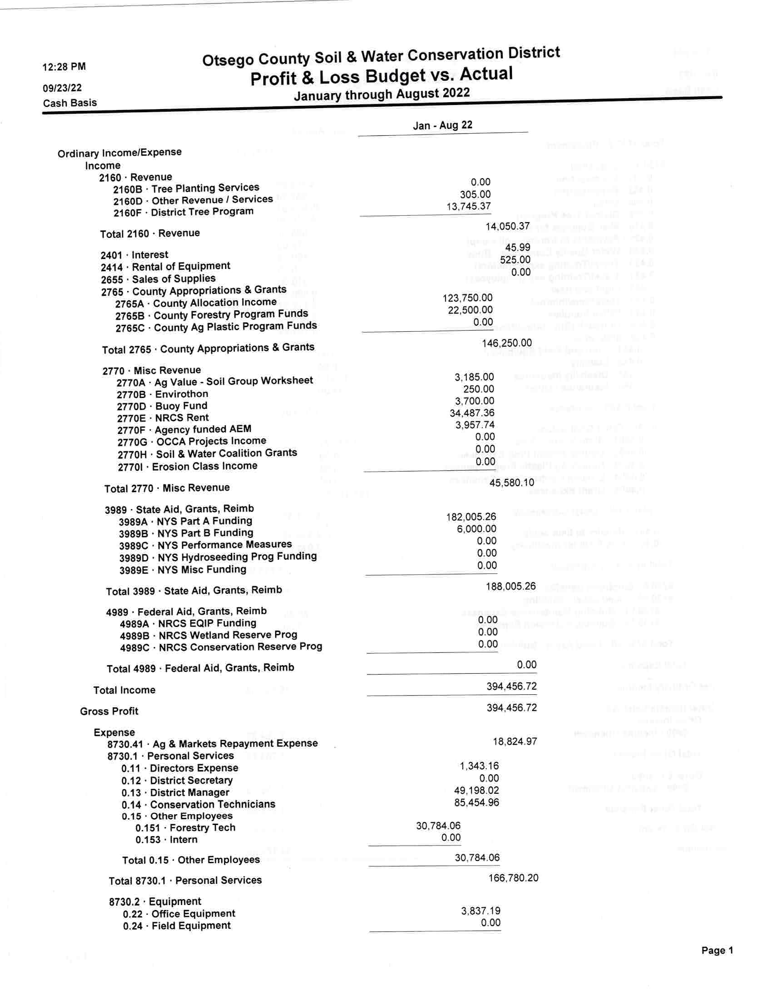 12:28 PM
09/23/22
Cash Basis
Otsego County Soil & Water Conservation District
Profit & Loss Budget vs. Actual
January through August 2022
Jan - Aug 22
Ordinary Income/Expense
Income
2160 · Revenue
2160B · Tree Planting Services 0.00
2160D · Other Revenue / Services 305.00
2160F · District Tree Program 13,745.37
Total 2160 · Revenue 14,050.37
2401 · Interest 45.99
2414 · Rental of Equipment 525.00
2655 · Sales of Supplies 0.00
2765 · County Appropriations & Grants
2765A · County Allocation Income 123,750.00
2765B · County Forestry Program Funds 22,500.00
2765C · County Ag Plastic Program Funds 0.00
Total 2765 · County Appropriations & Grants 146,250.00
2770 · Misc Revenue
2770A · Ag Value - Soil Group Worksheet 3,185.00
2770B · Envirothon 250.00
2770D · Buoy Fund 3,700.00
2770E · NRCS Rent 34,487.36
2770F · Agency funded AEM 3,957.74
2770G · OCCA Projects Income 0.00
2770H · Soil & Water Coalition Grants 0.00
2770I · Erosion Class Income 0.00
Total 2770 · Misc Revenue 45,580.10
3989 · State Aid, Grants, Reimb
3989A · NYS Part A Funding 182,005.26
3989B · NYS Part B Funding 6,000.00
3989C · NYS Performance Measures 0.00
3989D · NYS Hydroseeding Prog Funding 0.00
3989E · NYS Misc Funding 0.00
Total 3989 · State Aid, Grants, Reimb 188,005.26
4989 · Federal Aid, Grants, Reimb
4989A · NRCS EQIP Funding 0.00
4989B · NRCS Wetland Reserve Prog 0.00
4989C · NRCS Conservation Reserve Prog 0.00
Total 4989 · Federal Aid, Grants, Reimb 0.00
Total Income 394,456.72
Gross Profit 394,456.72
Expense
8730.41 · Ag & Markets Repayment Expense 18,824.97
8730.1 · Personal Services
0.11 · Directors Expense 1,343.16
0.12 · District Secretary 0.00
0.13 · District Manager 49,198.02
0.14 · Conservation Technicians 85,454.96
0.15 · Other Employees
0.151 · Forestry Tech 30,784.06
0.153 · Intern 0.00
Total 0.15 · Other Employees 30,784.06
Total 8730.1 · Personal Services 166,780.20
8730.2 · Equipment
0.22 · Office Equipment 3,837.19
0.24 · Field Equipment 0.00
Page 1